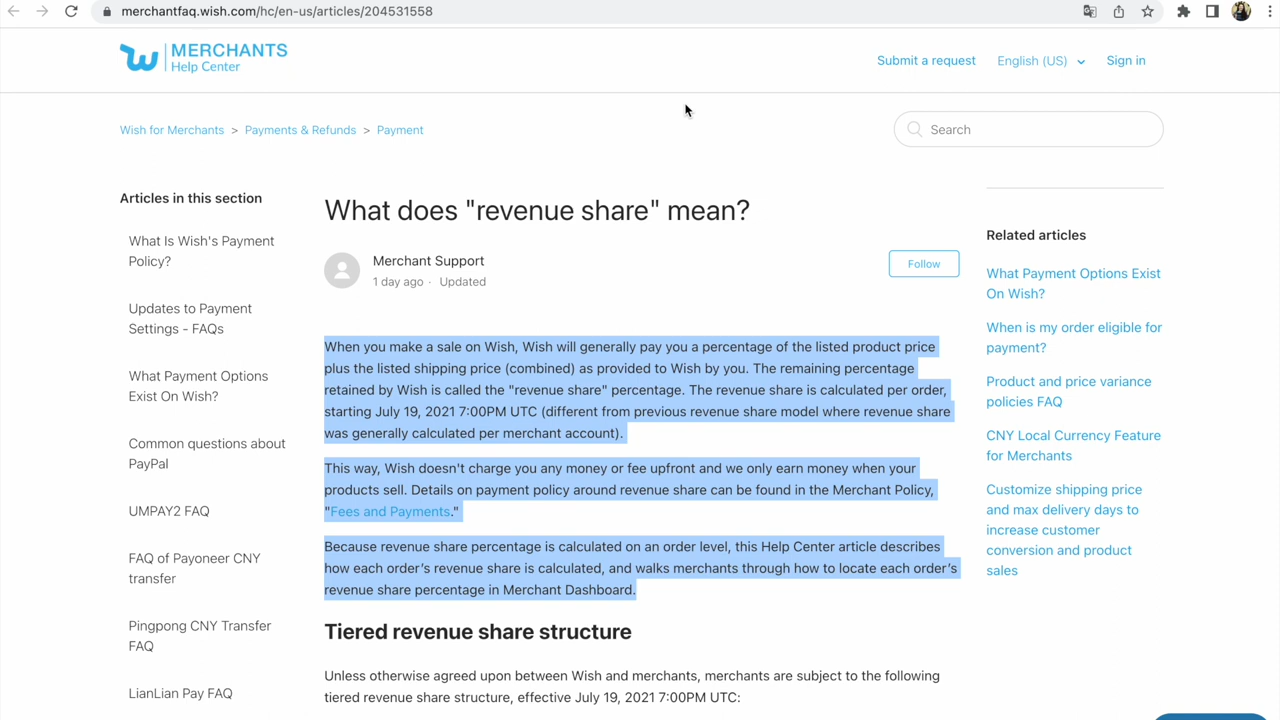 merchantfaq.wish.com/hc/en-us/articles/204531558
MERCHANTS
Help Center
Submit a request
English (US)
Sign in
Wish for Merchants > Payments & Refunds > Payment
Search
Articles in this section
What Is Wish's Payment
Policy?
Updates to Payment
Settings - FAQs
What Payment Options
Exist On Wish?
Common questions about
PayPal
UMPAY2 FAQ
FAQ of Payoneer CNY
transfer
Pingpong CNY Transfer
FAQ
LianLian Pay FAQ
What does "revenue share" mean?
Merchant Support
1 day ago · Updated
Follow
When you make a sale on Wish, Wish will generally pay you a percentage of the listed product price
plus the listed shipping price (combined) as provided to Wish by you. The remaining percentage
retained by Wish is called the "revenue share" percentage. The revenue share is calculated per order,
starting July 19, 2021 7:00PM UTC (different from previous revenue share model where revenue share
was generally calculated per merchant account).
This way, Wish doesn't charge you any money or fee upfront and we only earn money when your
products sell. Details on payment policy around revenue share can be found in the Merchant Policy,
"Fees and Payments."
Because revenue share percentage is calculated on an order level, this Help Center article describes
how each order’s revenue share is calculated, and walks merchants through how to locate each order’s
revenue share percentage in Merchant Dashboard.
Tiered revenue share structure
Unless otherwise agreed upon between Wish and merchants, merchants are subject to the following
tiered revenue share structure, effective July 19, 2021 7:00PM UTC:
Related articles
What Payment Options Exist
On Wish?
When is my order eligible for
payment?
Product and price variance
policies FAQ
CNY Local Currency Feature
for Merchants
Customize shipping price
and max delivery days to
increase customer
conversion and product
sales